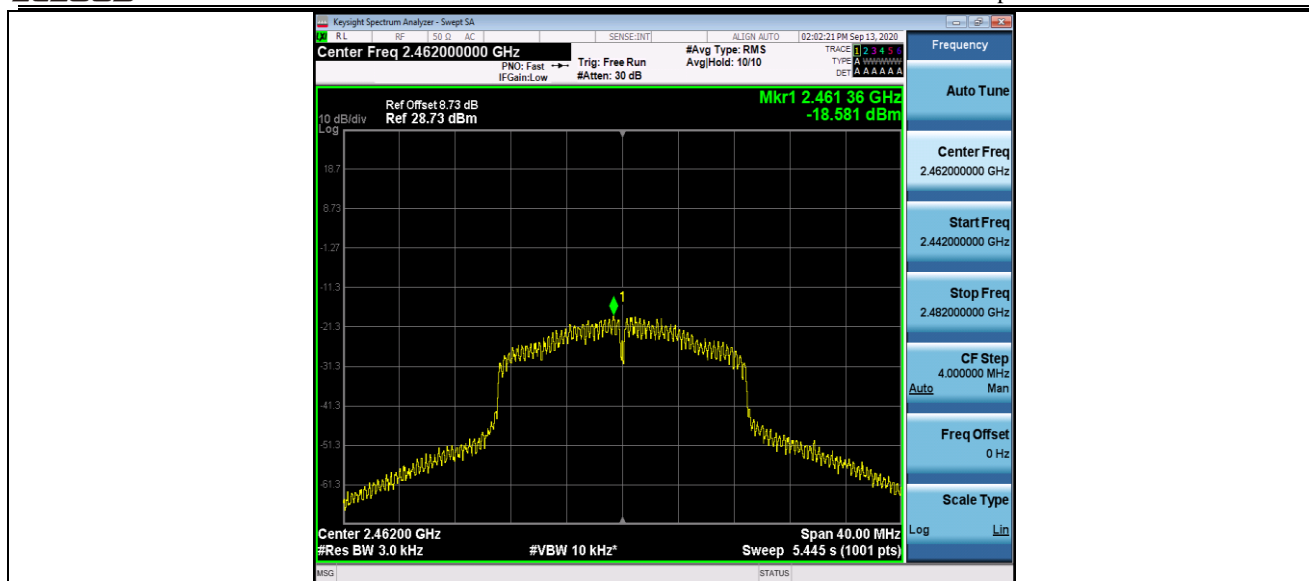 Keysight Spectrum Analyzer - Swept SA
RL RF 50 Ω AC SENSE:INT ALIGN AUTO 02:02:21 PM Sep 13, 2020
Center Freq 2.462000000 GHz #Avg Type: RMS TRACE 1 2 3 4 5 6
PNO: Fast Trig: Free Run Avg|Hold: 10/10 TYPE A WWWWW
IFGain:Low #Atten: 30 dB DET A A A A A A
Mkr1 2.461 36 GHz
-18.581 dBm
Ref Offset 8.73 dB
10 dB/div Ref 28.73 dBm
Log
18.7
8.73
-1.27
-11.3
1
-21.3
-31.3
-41.3
-51.3
-61.3
Center 2.46200 GHz Span 40.00 MHz
#Res BW 3.0 kHz #VBW 10 kHz* Sweep 5.445 s (1001 pts)
MSG STATUS
Frequency
Auto Tune
Center Freq
2.462000000 GHz
Start Freq
2.442000000 GHz
Stop Freq
2.482000000 GHz
CF Step
4.000000 MHz
Auto Man
Freq Offset
0 Hz
Scale Type
Log Lin